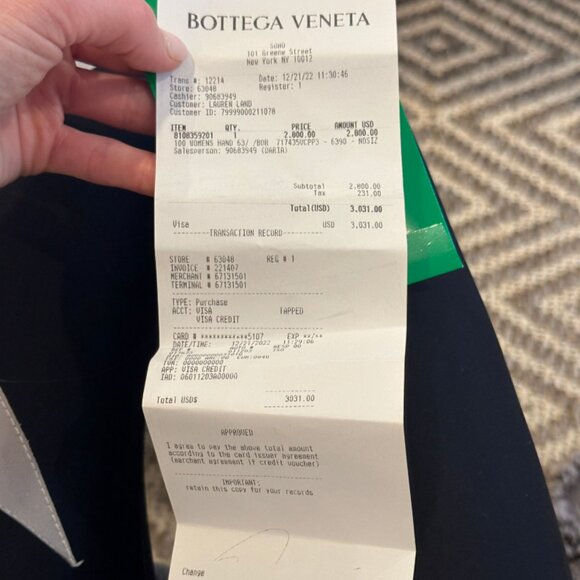 BOTTEGA VENETA
SOHO
101 Greene Street
New York NY 10012
Trans #: 12214 Date: 12/21/22 11:30:46
Store: 63048 Register: 1
Cashier: 90683949
Customer: LAUREN LAND
Customer ID: 79999000211078
ITEM QTY. PRICE AMOUNT USD
8108359201 1 2,800.00 2,800.00
100 WOMENS HAND 63/ /BOR 717435VCPP3 - 6390 - NOSIZ
Salesperson: 90683949 (DARIA)
Subtotal 2,800.00
Tax 231.00
Total(USD) 3,031.00
Visa USD 3,031.00
TRANSACTION RECORD
STORE # 63048 REG # 1
INVOICE # 221407
MERCHANT # 67131501
TERMINAL # 67131501
TYPE: Purchase
ACCT: VISA TAPPED
VISA CREDIT
CARD # ************5107 EXP **/**
DATE/TIME: 12/21/2022 11:29:06
APP: VISA CREDIT
IAD: 06011203A00000
Total USD$ 3031.00
APPROVED
I agree to pay the above total amount
according to the card issuer agreement
(merchant agreement if credit voucher)
IMPORTANT:
retain this copy for your records
Change